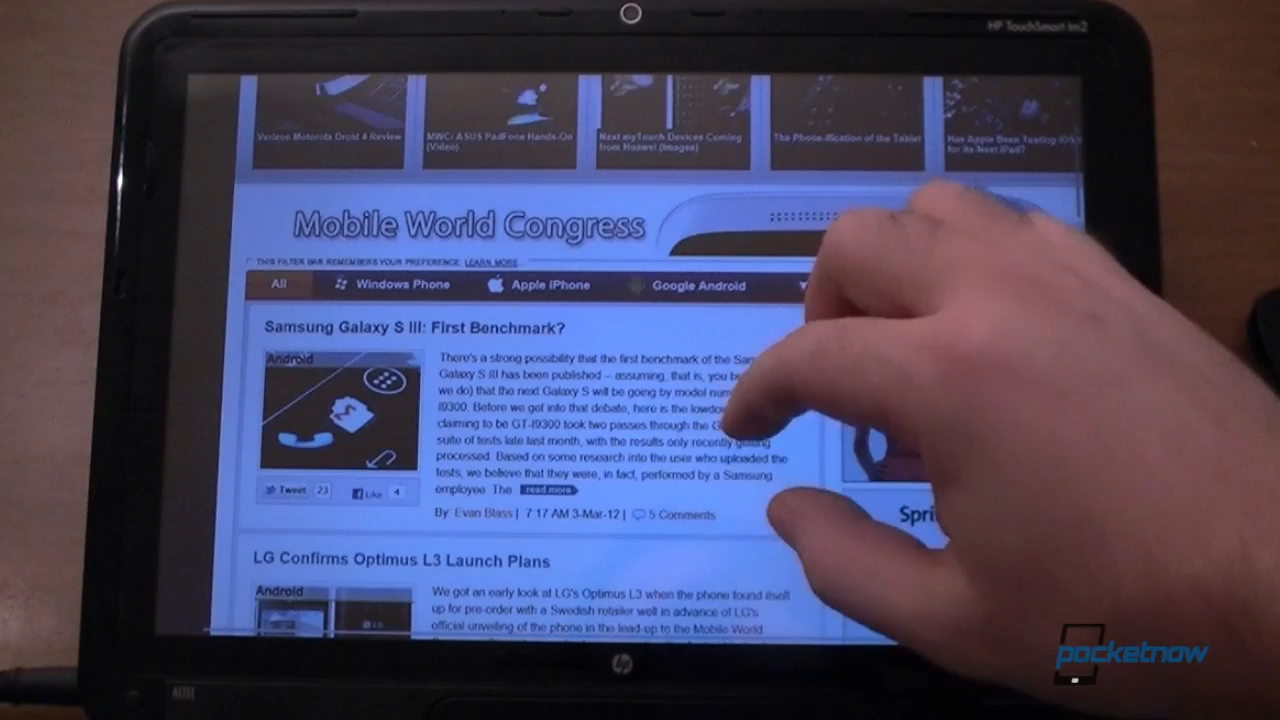 HP TouchSmart tm2
Verizon Motorola Droid 4 Review
MWC: ASUS PadFone Hands-On
(Video)
Next myTouch Devices Coming
from Huawei (Images)
The Phone-ification of the Tablet
Has Apple Been Testing iOS
for its Next iPad?
Mobile World Congress
THIS FILTER BAR REMEMBERS YOUR PREFERENCE. LEARN MORE
All Windows Phone Apple iPhone Google Android
Samsung Galaxy S III: First Benchmark?
Android
There's a strong possibility that the first benchmark of the
Galaxy S III has been published – assuming, that is, you
we do) that the next Galaxy S will be going by model
I9300. Before we get into that debate, here is the
claiming to be GT-I9300 took two passes through the
suite of tests late last month, with the results only recently getting
processed. Based on some research into the user who uploaded the
tests, we believe that they were, in fact, performed by a Samsung
employee. The read more
Tweet 23 Like 4
By: Evan Blass | 7:17 AM 3-Mar-12 | 5 Comments
LG Confirms Optimus L3 Launch Plans
Android
We got an early look at LG's Optimus L3 when the phone found itself
up for pre-order with a Swedish retailer well in advance of LG's
official unveiling of the phone in the lead-up to the Mobile World
LG
hp
ALTEC
pocketnow